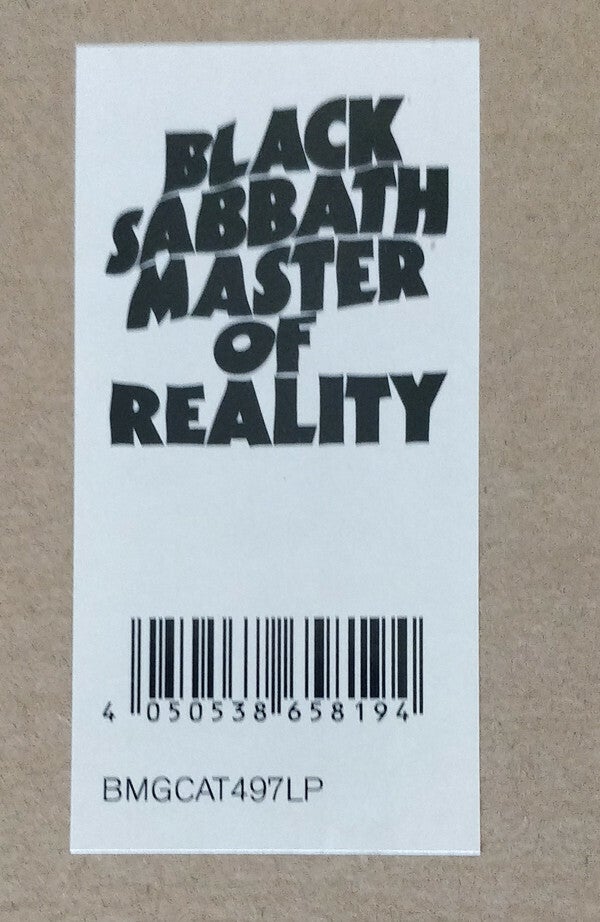 BLACK
SABBATH
MASTER
OF
REALITY
4 050538 658194
BMGCAT497LP